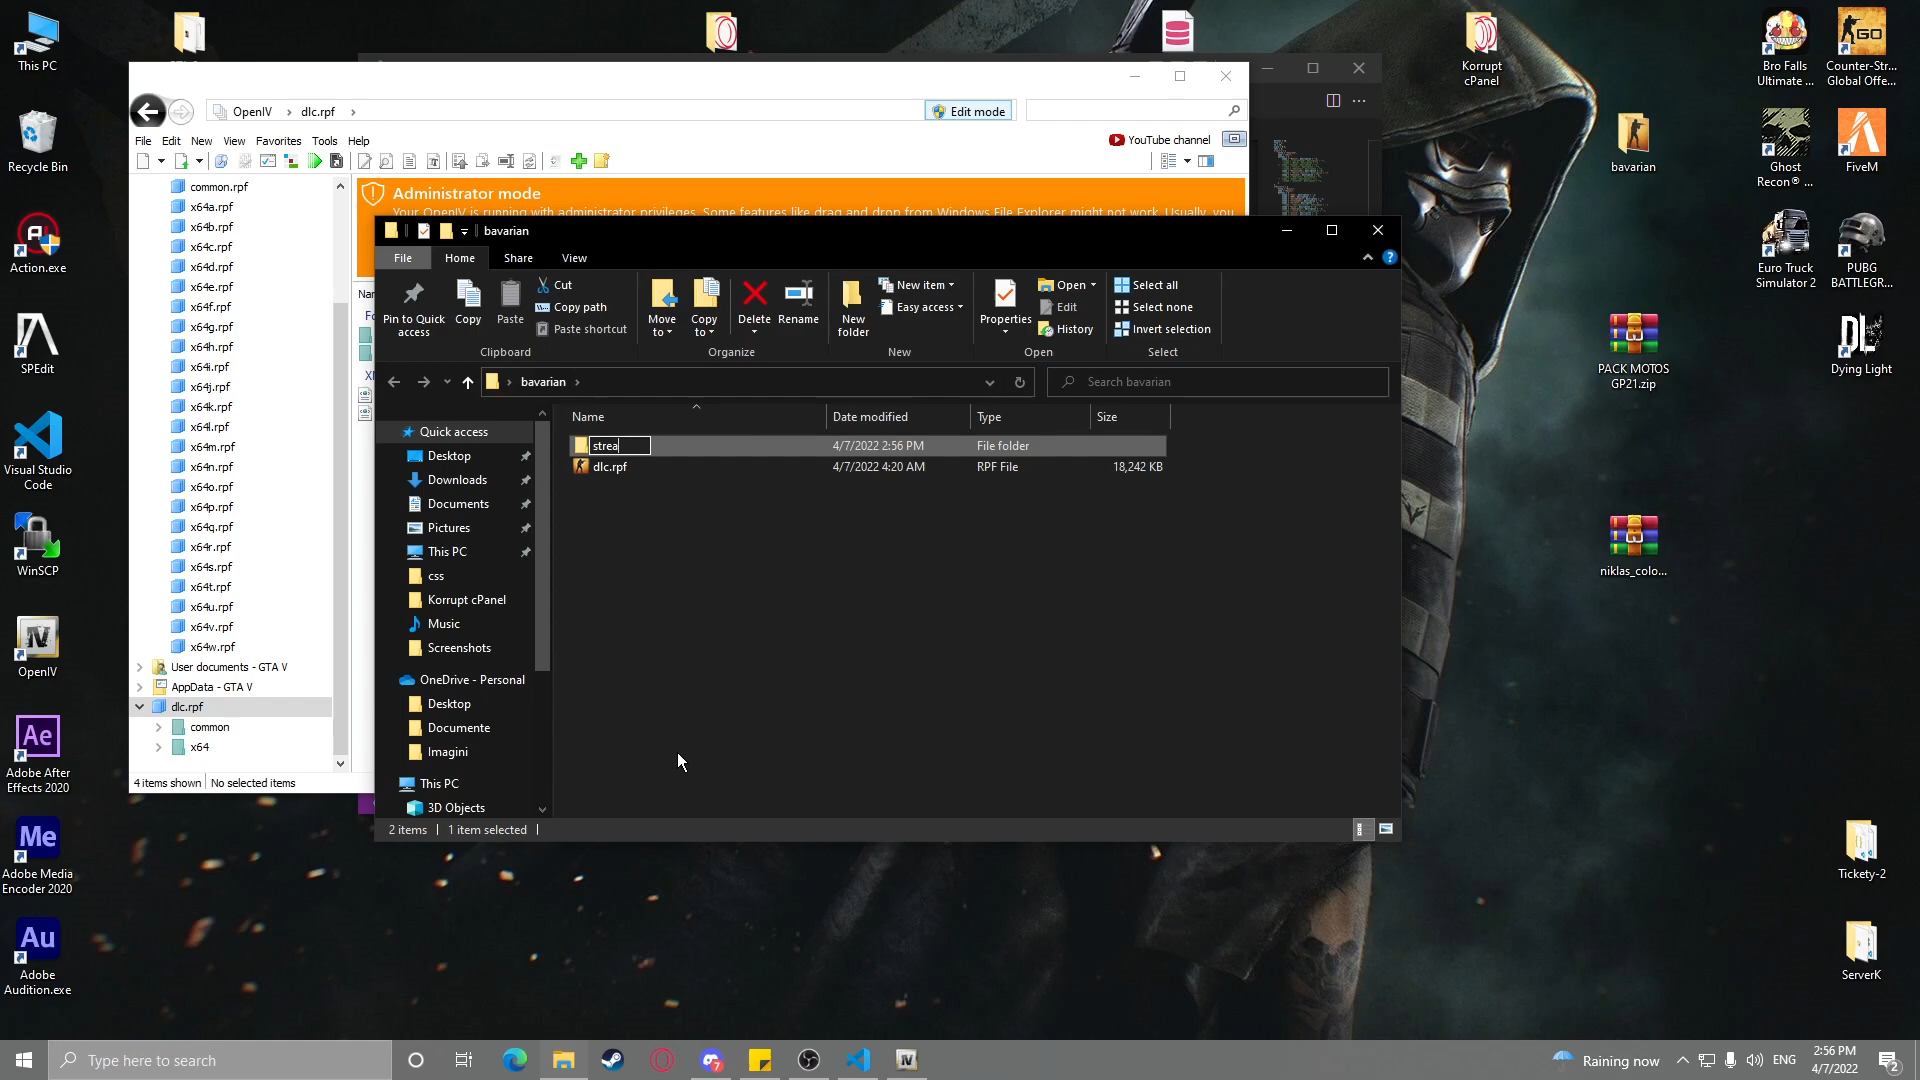 This PC
Recycle Bin
Action.exe
SPEdit
Visual Studio
Code
WinSCP
OpenIV
Adobe After
Effects 2020
Adobe Media
Encoder 2020
Adobe
Audition.exe
Korrupt
cPanel
bavarian
PACK MOTOS
GP21.zip
niklas_colo...
Bro Falls
Ultimate ...
Counter-Str...
Global Offe...
Ghost
Recon® ...
FiveM
Euro Truck
Simulator 2
PUBG
BATTLEGR...
Dying Light
Tickety-2
ServerK
OpenIV
dlc.rpf
Edit mode
File Edit New View Favorites Tools Help
YouTube channel
common.rpf
x64a.rpf
x64b.rpf
x64c.rpf
x64d.rpf
x64e.rpf
x64f.rpf
x64g.rpf
x64h.rpf
x64i.rpf
x64j.rpf
x64k.rpf
x64l.rpf
x64m.rpf
x64n.rpf
x64o.rpf
x64p.rpf
x64q.rpf
x64r.rpf
x64s.rpf
x64t.rpf
x64u.rpf
x64v.rpf
x64w.rpf
User documents - GTA V
AppData - GTA V
dlc.rpf
common
x64
4 items shown No selected items
Administrator mode
Your OpenIV is running with administrator privileges. Some features like drag and drop from Windows File Explorer might not work. Usually, you
bavarian
File Home Share View
Pin to Quick
access
Copy
Paste
Cut
Copy path
Paste shortcut
Clipboard
Move
to
Copy
to
Delete
Rename
Organize
New
folder
New item
Easy access
New
Properties
Open
Edit
History
Open
Select all
Select none
Invert selection
Select
bavarian
Search bavarian
Name Date modified Type Size
strea 4/7/2022 2:56 PM File folder
dlc.rpf 4/7/2022 4:20 AM RPF File 18,242 KB
Quick access
Desktop
Downloads
Documents
Pictures
This PC
css
Korrupt cPanel
Music
Screenshots
OneDrive - Personal
Desktop
Documente
Imagini
This PC
3D Objects
2 items 1 item selected
Type here to search
Raining now
ENG
2:56 PM
4/7/2022
2